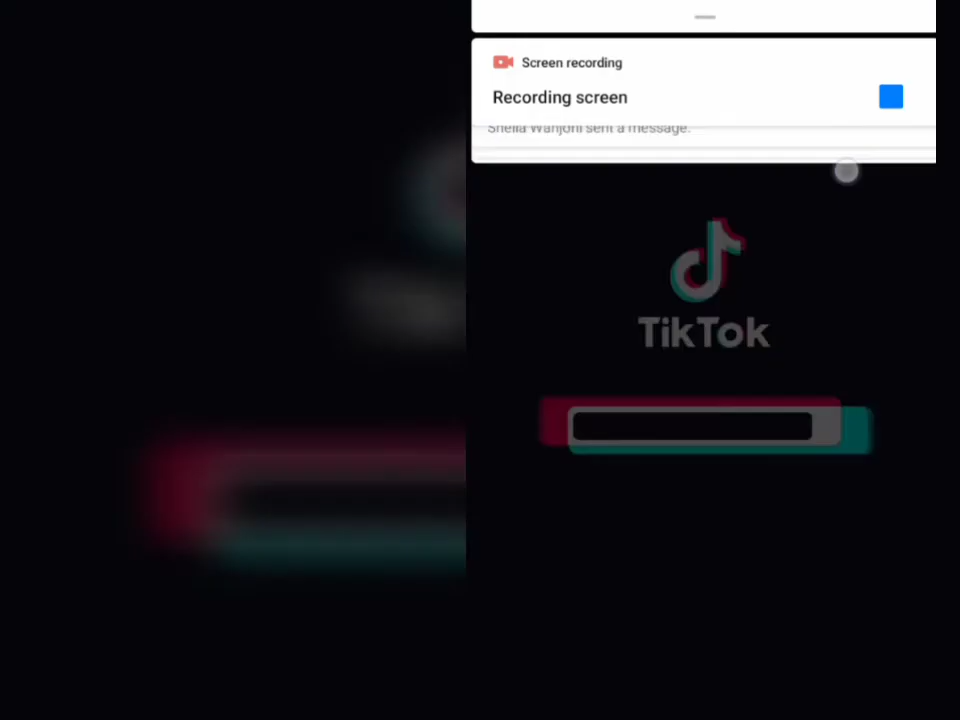 Screen recording
Recording screen
Sheila Wanjohi sent a message.
TikTok